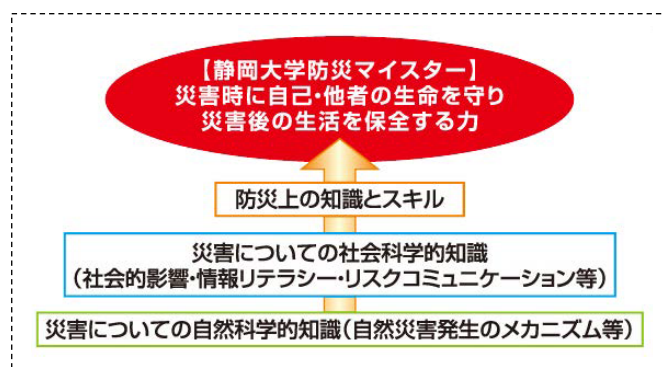 【静岡大学防災マイスター】
災害時に自己・他者の生命を守り
災害後の生活を保全する力
防災上の知識とスキル
災害についての社会科学的知識
（社会的影響・情報リテラシー・リスクコミュニケーション等）
災害についての自然科学的知識（自然災害発生のメカニズム等）